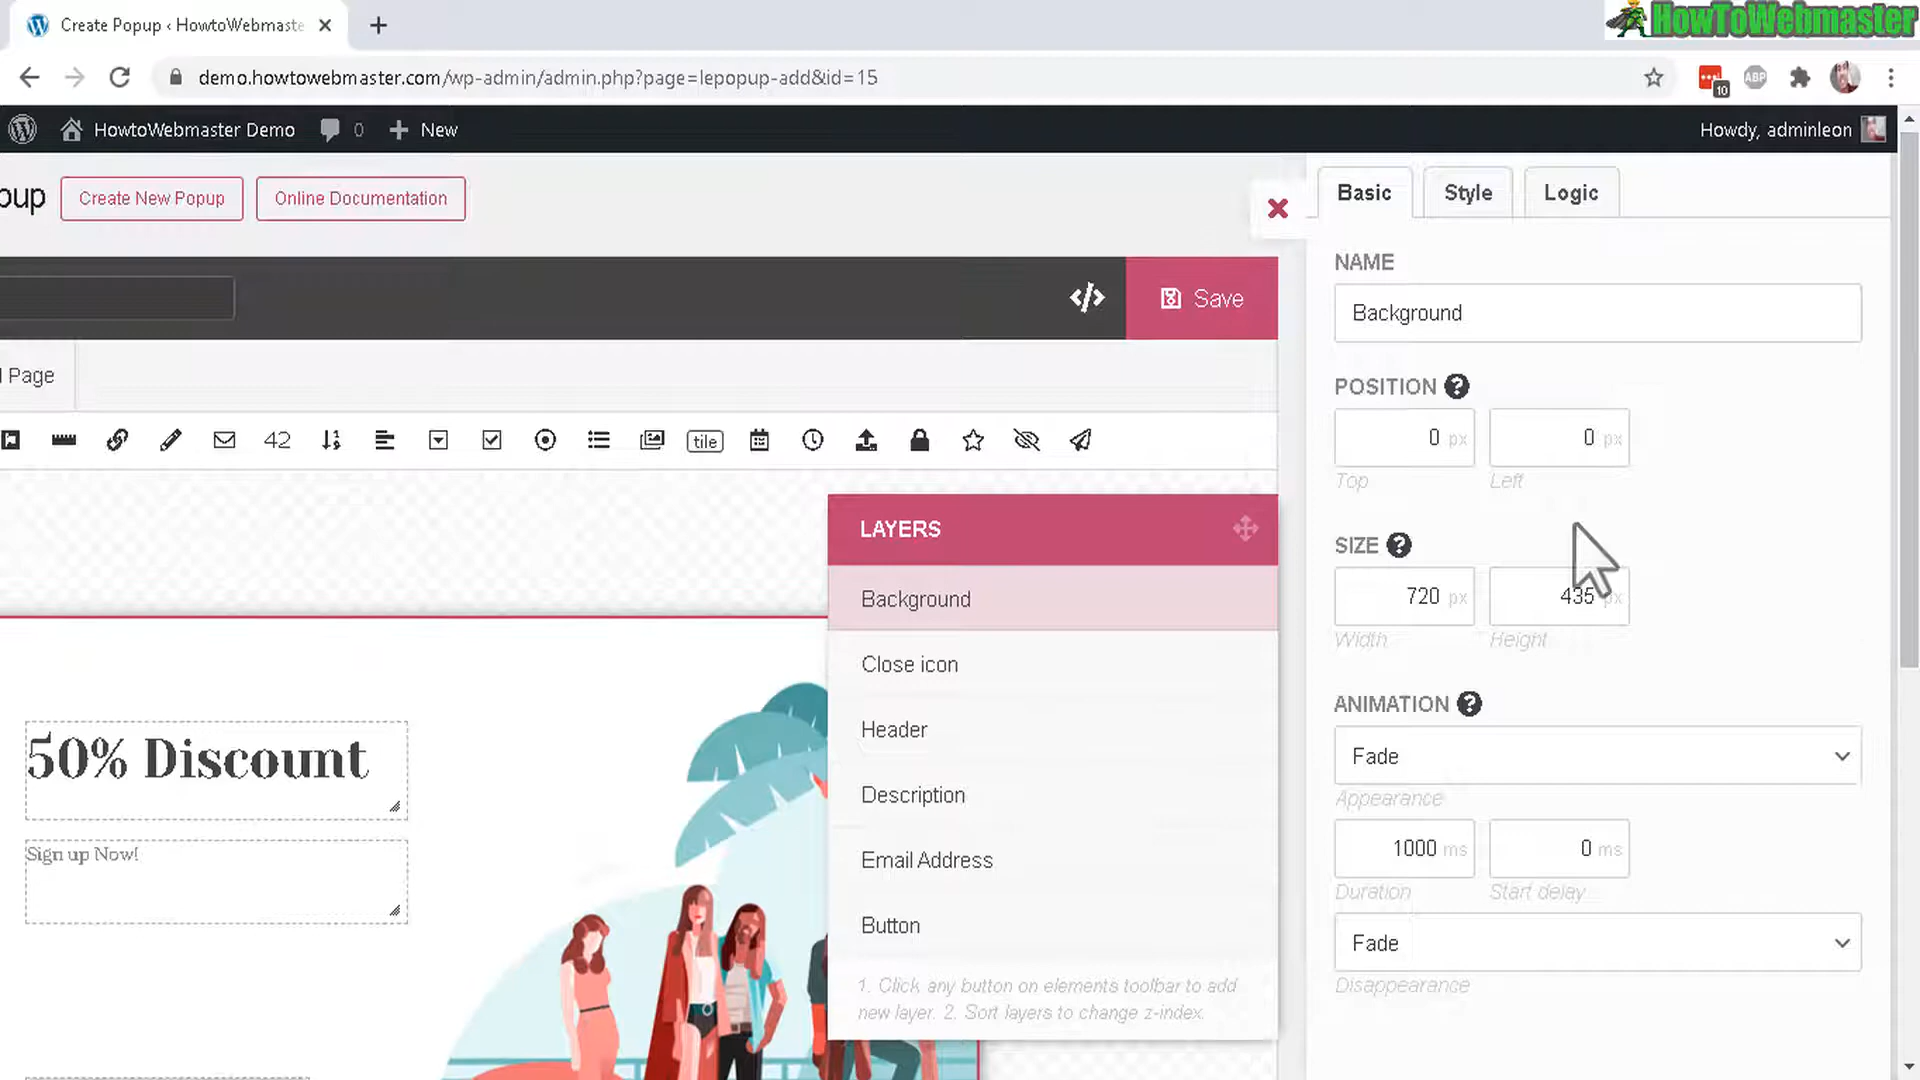 HowToWebmaster
Create Popup ‹ HowtoWebmaste
demo.howtowebmaster.com/wp-admin/admin.php?page=lepopup-add&id=15
10
ABP
HowtoWebmaster Demo
0
New
Howdy, adminleon
oup
Create New Popup
Online Documentation
Basic
Style
Logic
NAME
Background
</>
Save
Page
POSITION ?
0 px
0 px
Top
Left
42
tile
LAYERS
Background
Close icon
Header
Description
Email Address
Button
1. Click any button on elements toolbar to add
new layer. 2. Sort layers to change z-index.
SIZE ?
720 px
435 px
Width
Height
ANIMATION ?
Fade
Appearance
1000 ms
0 ms
Duration
Start delay
Fade
Disappearance
50% Discount
Sign up Now!